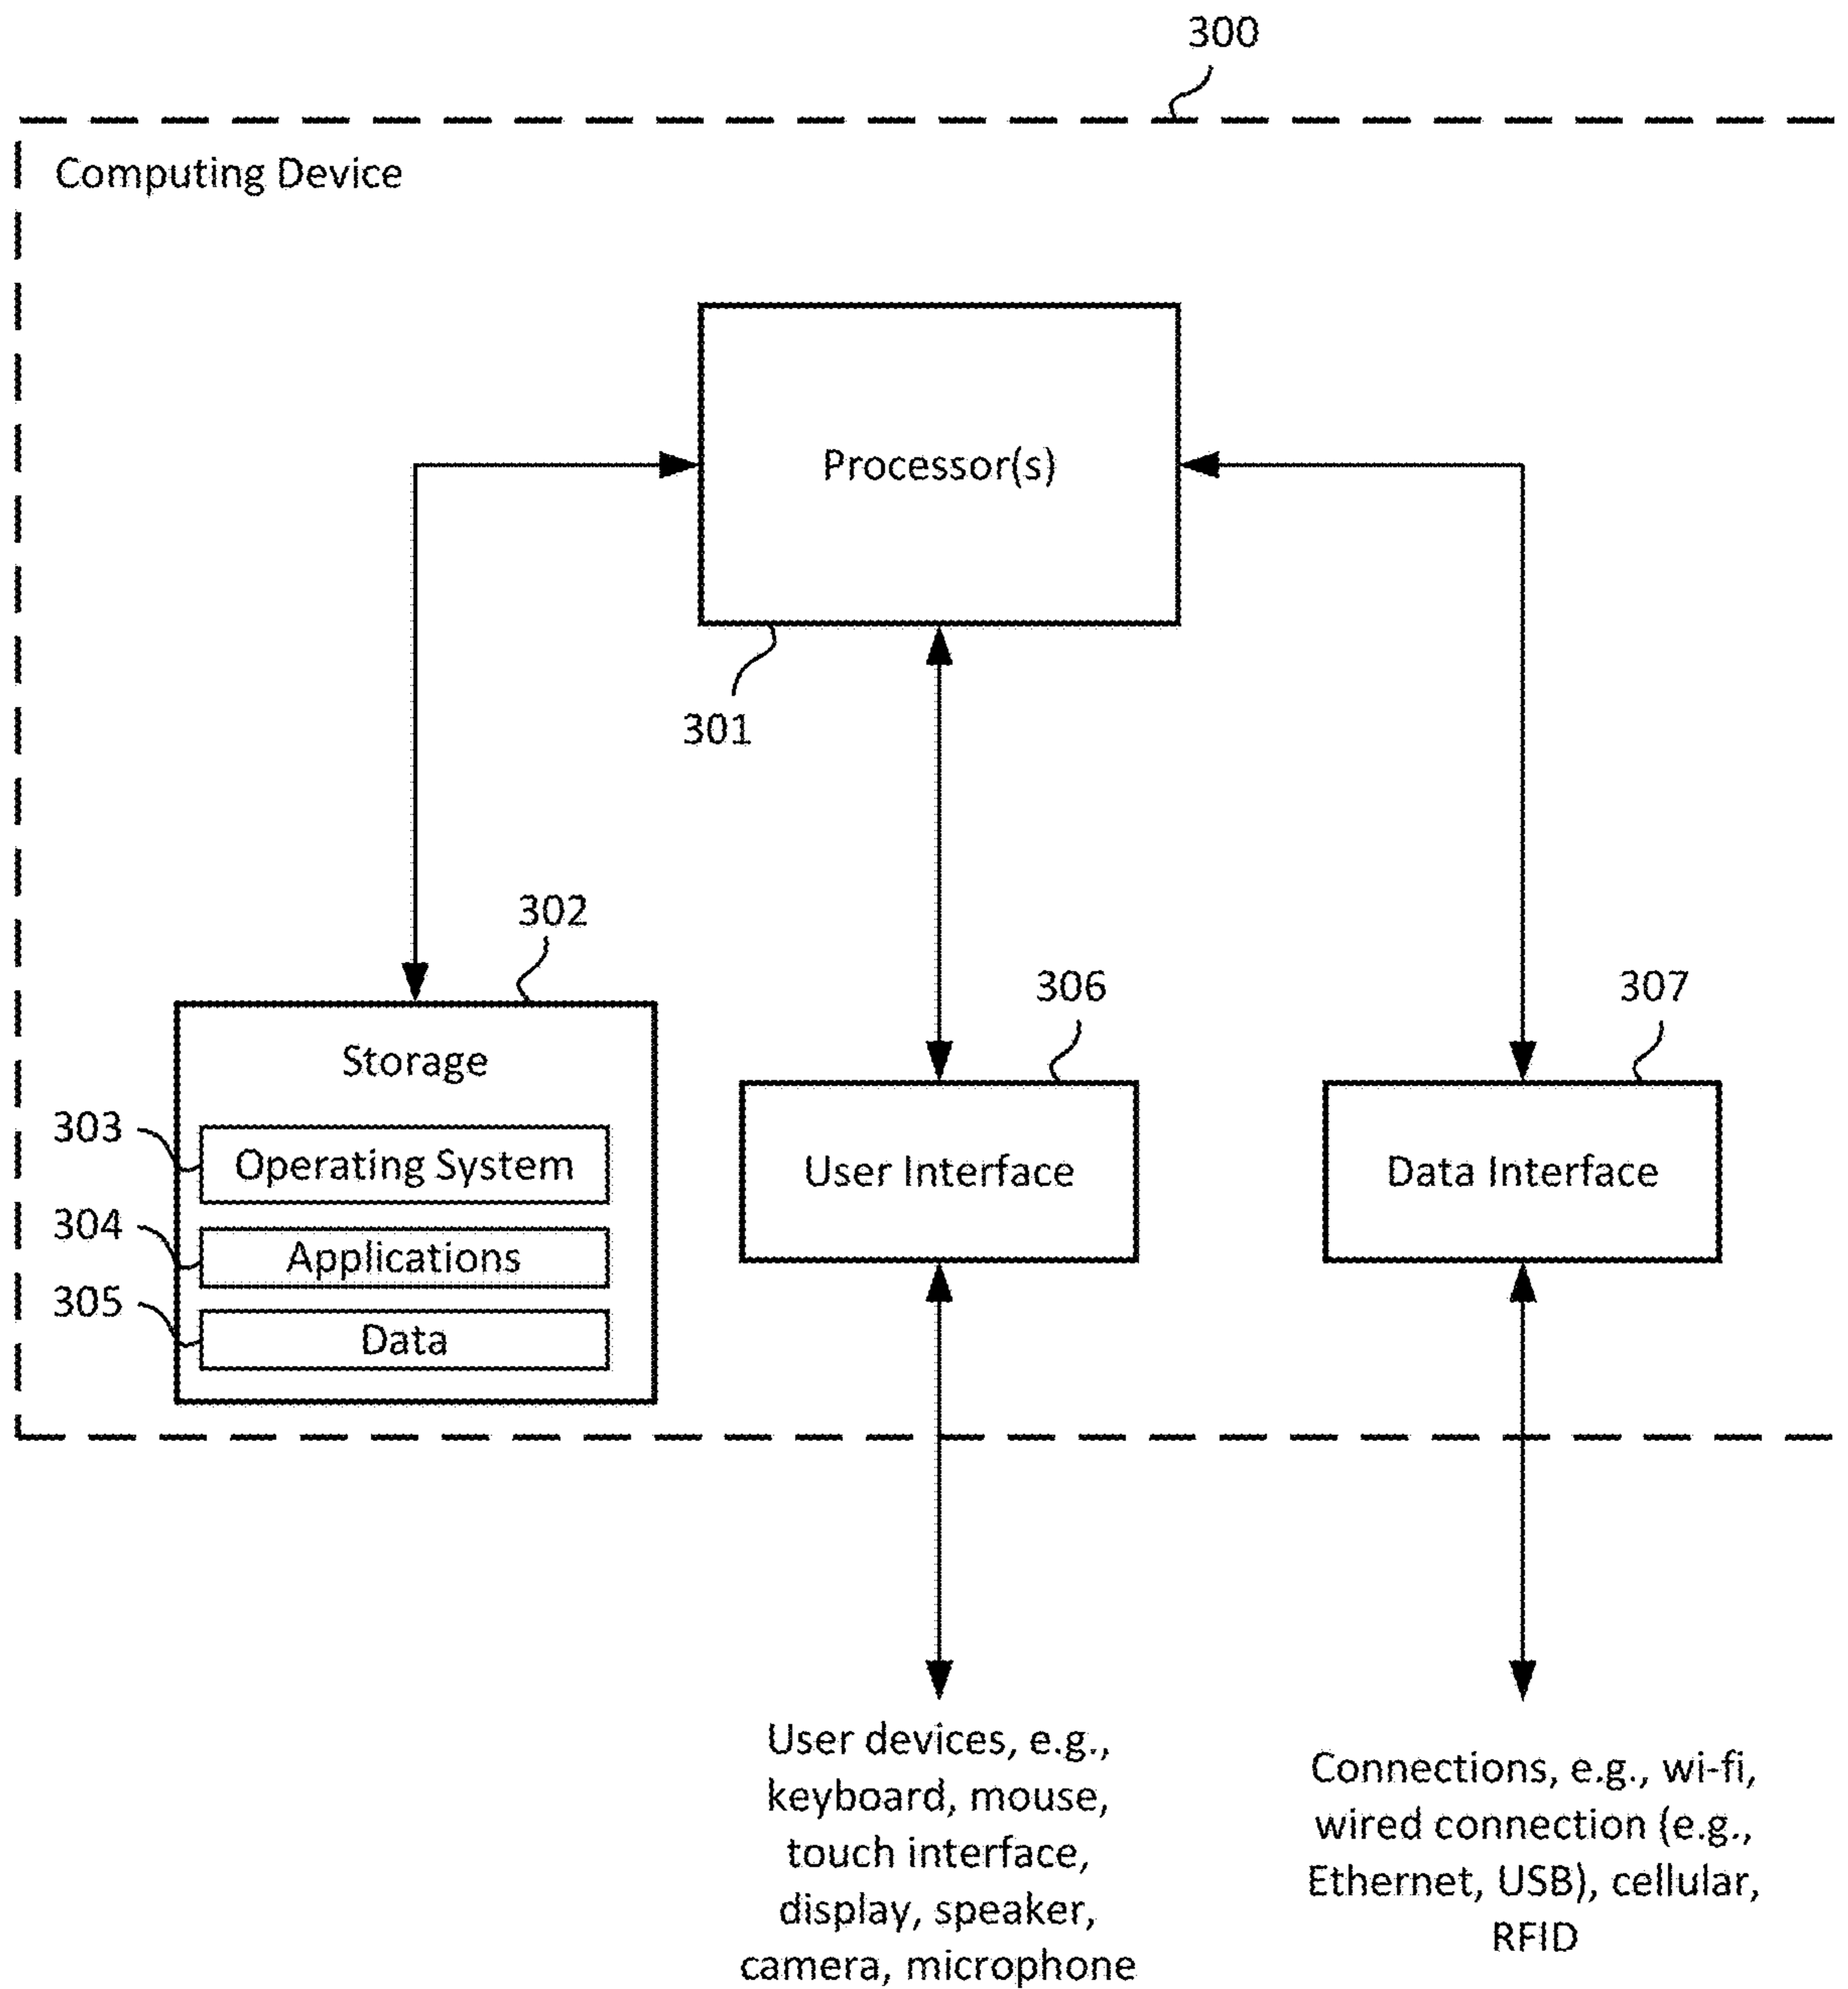 300
Computing Device
Processor(s)
301
302
306
307
Storage
303
Operating System
User Interface
Data Interface
304
Applications
305
Data
User devices, e.g.,
keyboard, mouse,
touch interface,
display, speaker,
camera, microphone
Connections, e.g., wi-fi,
wired connection (e.g.,
Ethernet, USB), cellular,
RFID